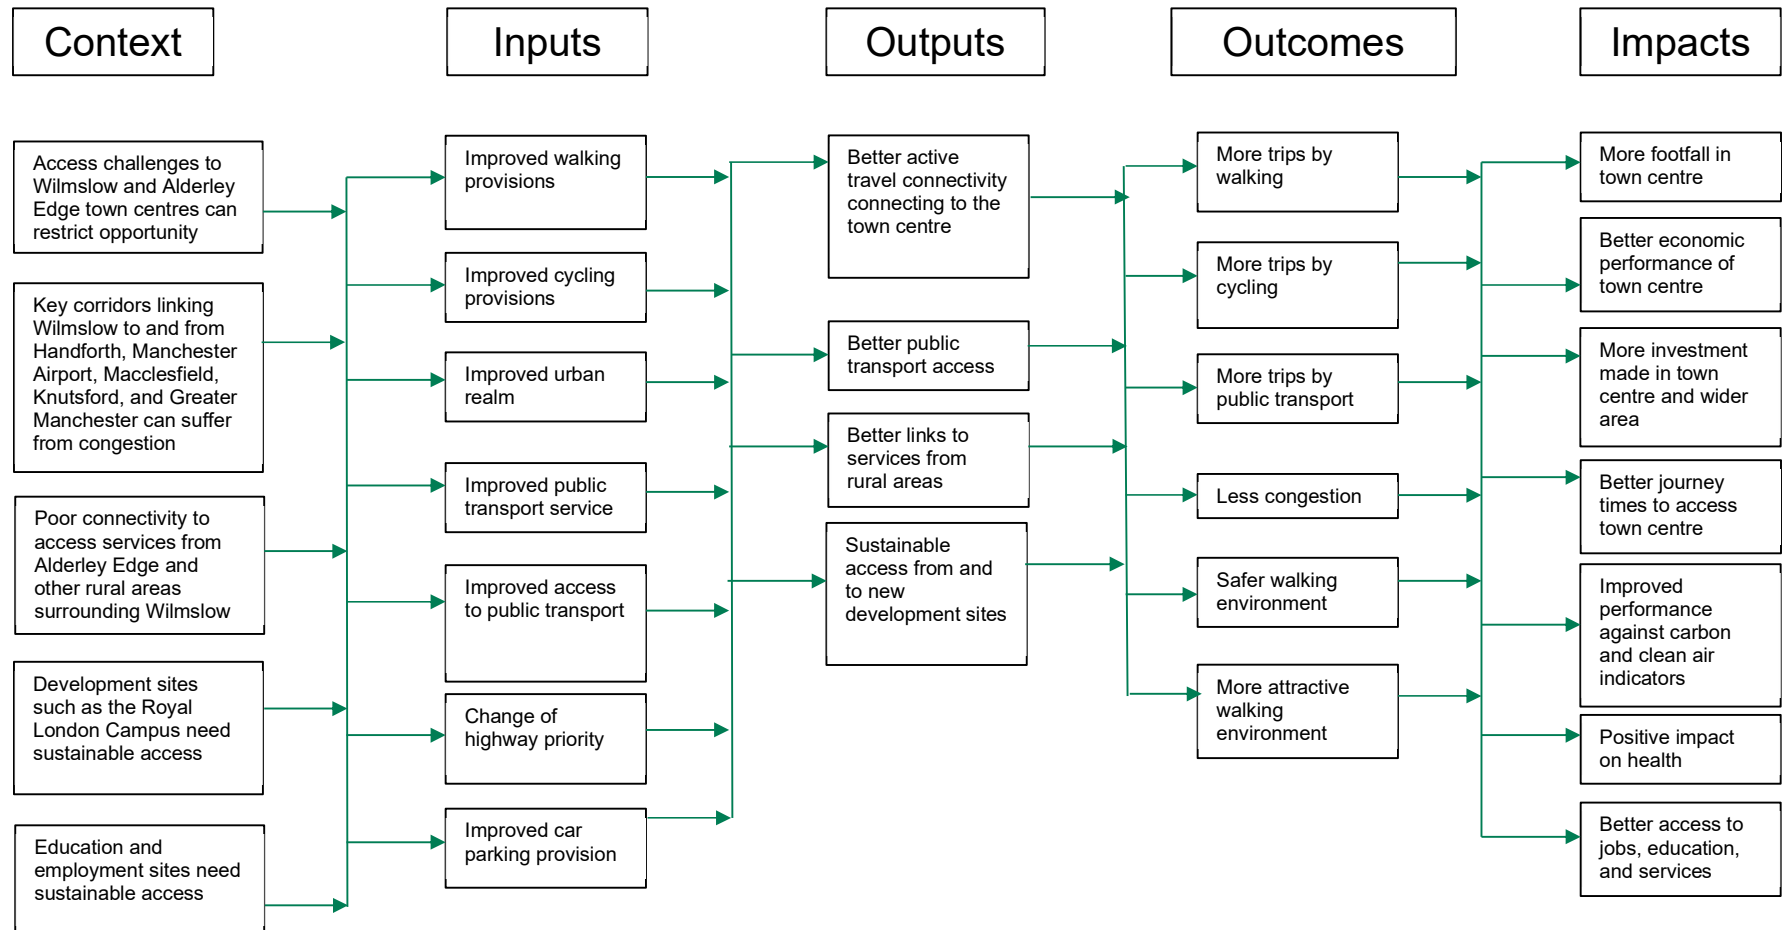 Context
Inputs
Outputs
Outcomes
Impacts
Access challenges to
Wilmslow and Alderley
Edge town centres can
restrict opportunity
Key corridors linking
Wilmslow to and from
Handforth, Manchester
Airport, Macclesfield,
Knutsford, and Greater
Manchester can suffer
from congestion
Poor connectivity to
access services from
Alderley Edge and
other rural areas
surrounding Wilmslow
Development sites
such as the Royal
London Campus need
sustainable access
Education and
employment sites need
sustainable access
Improved walking
provisions
Improved cycling
provisions
Improved urban
realm
Improved public
transport service
Improved access
to public transport
Change of
highway priority
Improved car
parking provision
Better active
travel connectivity
connecting to the
town centre
Better public
transport access
Better links to
services from
rural areas
Sustainable
access from and
to new
development sites
More trips by
walking
More trips by
cycling
More trips by
public transport
Less congestion
Safer walking
environment
More attractive
walking
environment
More footfall in
town centre
Better economic
performance of
town centre
More investment
made in town
centre and wider
area
Better journey
times to access
town centre
Improved
performance
against carbon
and clean air
indicators
Positive impact
on health
Better access to
jobs, education,
and services